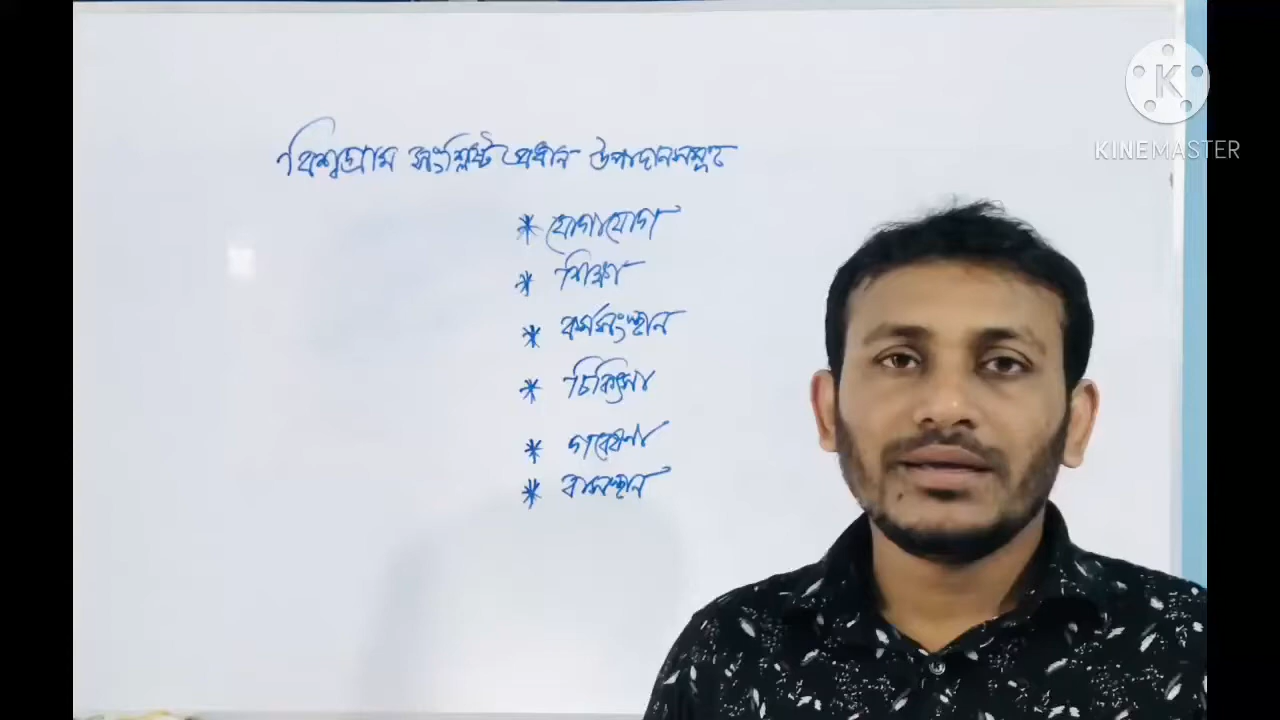 বিশ্বগ্রাম সংশ্লিষ্ট প্রধান উপাদানসমূহ
* যোগাযোগ
* শিক্ষা
* কর্মসংস্থান
* চিকিৎসা
* গবেষণা
* বাসস্থান
K
KINEMASTER